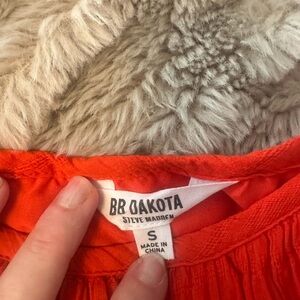 BB DAKOTA
STEVE MADDEN
S
MADE IN
CHINA